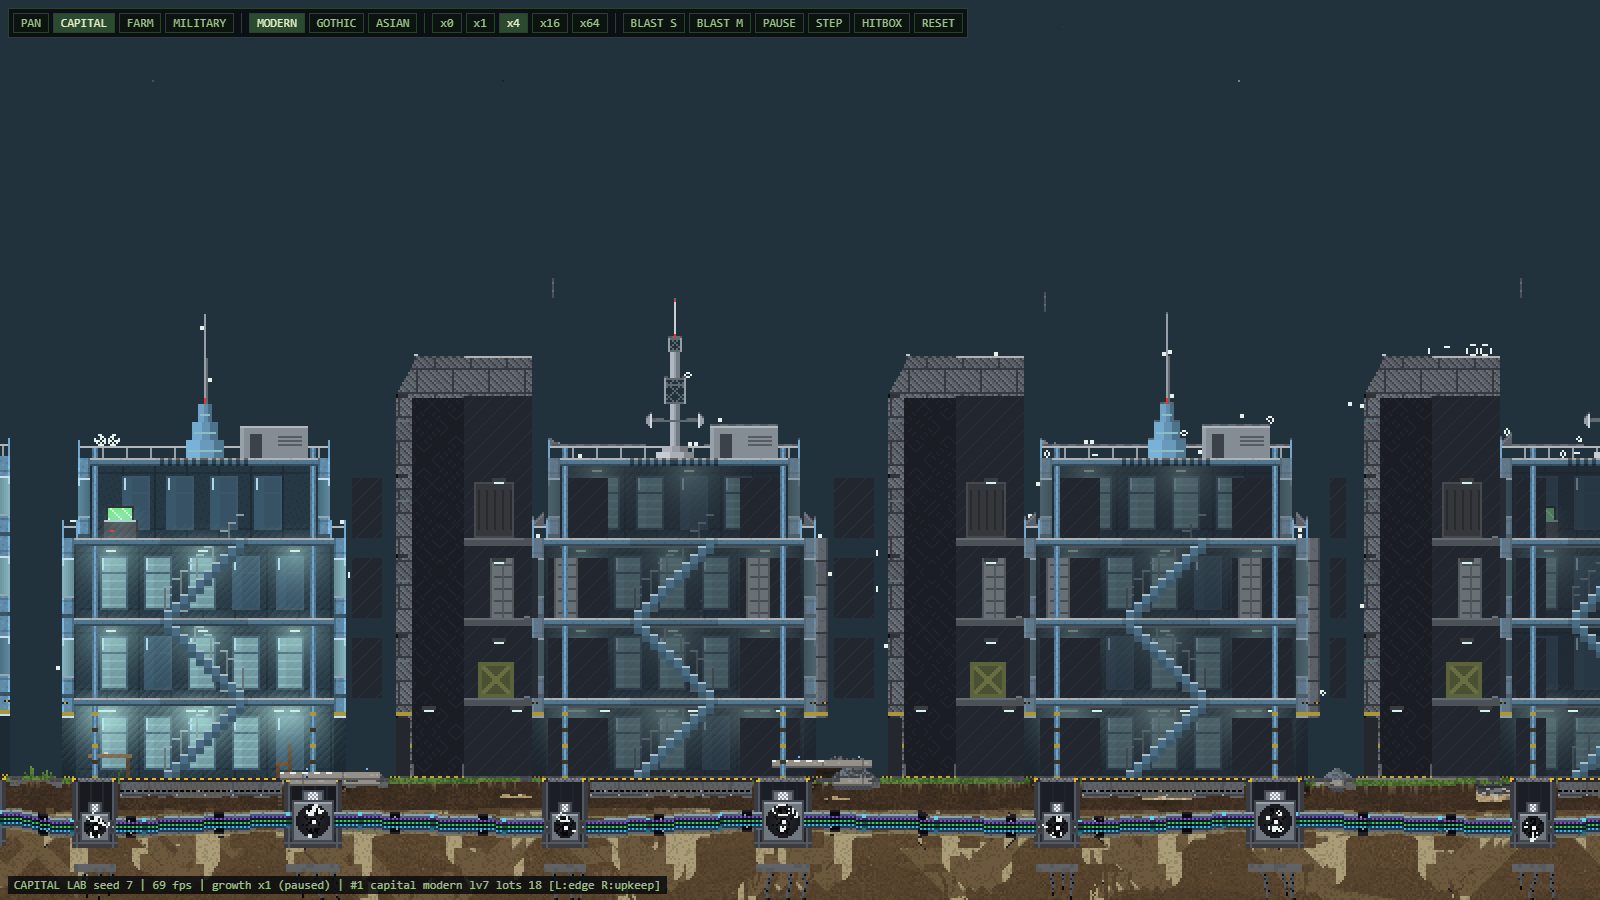 PAN CAPITAL FARM MILITARY MODERN GOTHIC ASIAN x0 x1 x4 x16 x64 BLAST S BLAST M PAUSE STEP HITBOX RESET
CAPITAL LAB seed 7 | 69 fps | growth x1 (paused) | #1 capital modern lv7 lots 18 [L:edge R:upkeep]